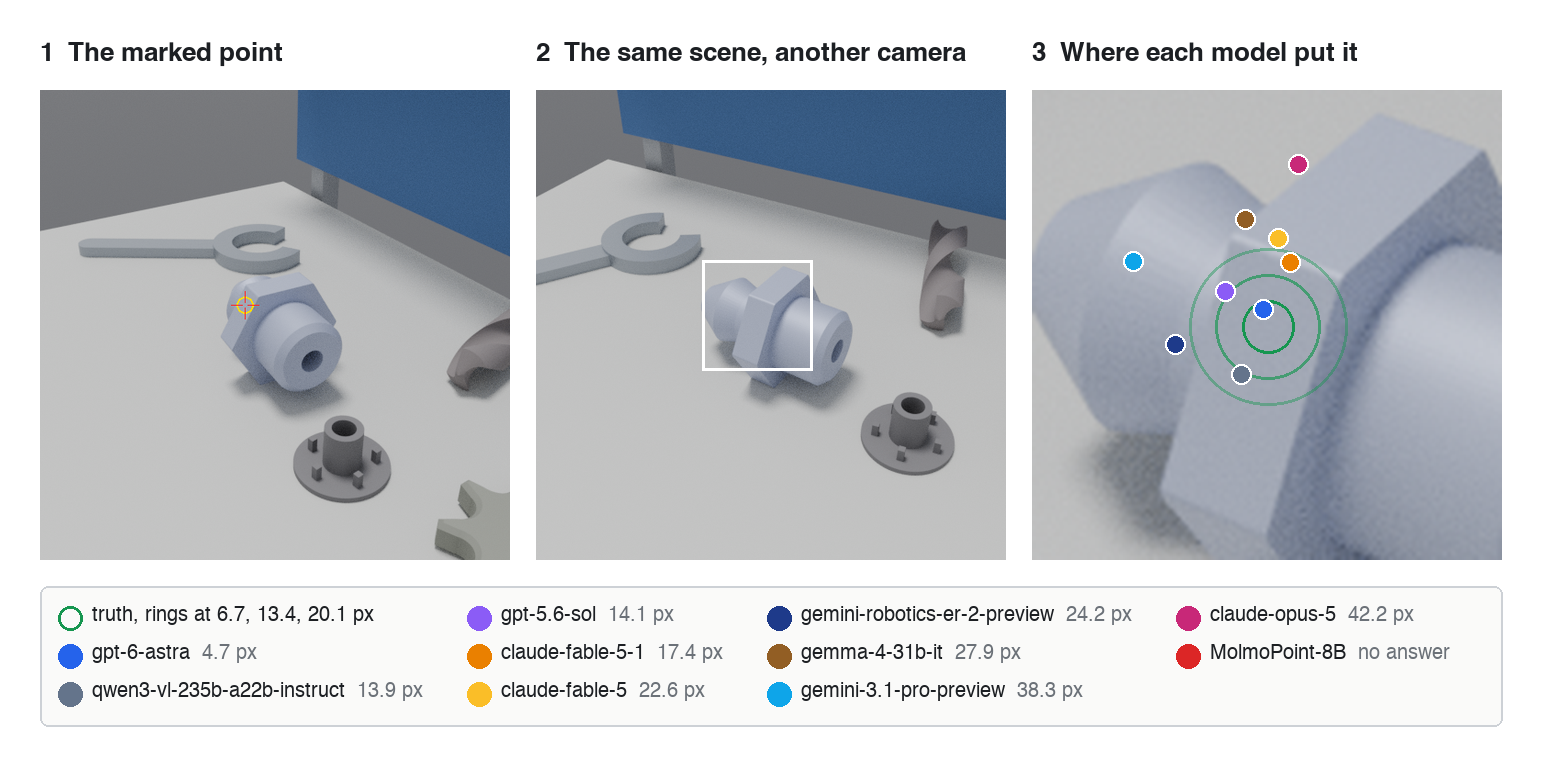 1 The marked point
2 The same scene, another camera
3 Where each model put it
truth, rings at 6.7, 13.4, 20.1 px
gpt-6-astra 4.7 px
qwen3-vl-235b-a22b-instruct 13.9 px
gpt-5.6-sol 14.1 px
claude-fable-5-1 17.4 px
claude-fable-5 22.6 px
gemini-robotics-er-2-preview 24.2 px
gemma-4-31b-it 27.9 px
gemini-3.1-pro-preview 38.3 px
claude-opus-5 42.2 px
MolmoPoint-8B no answer